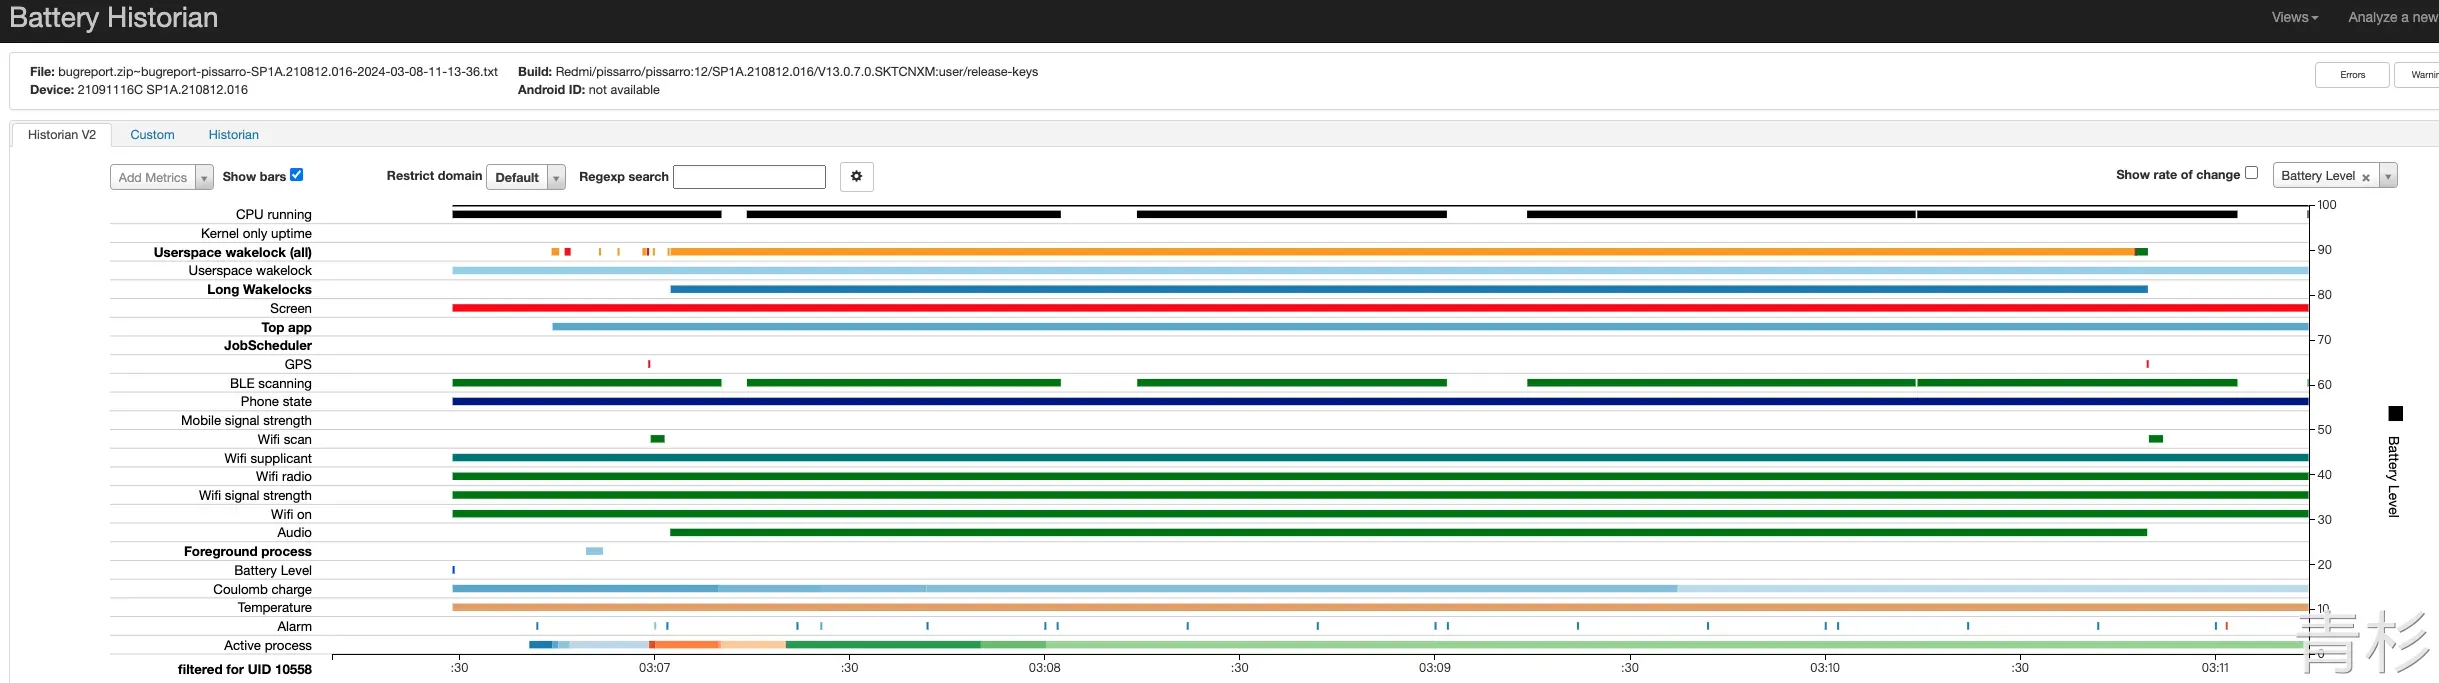 Battery Historian
Views
Analyze a new
File: bugreport.zip~bugreport-pissarro-SP1A.210812.016-2024-03-08-11-13-36.txt
Build: Redmi/pissarro/pissarro:12/SP1A.210812.016/V13.0.7.0.SKTCNXM:user/release-keys
Device: 21091116C SP1A.210812.016
Android ID: not available
Errors
Warnin
Historian V2
Custom
Historian
Add Metrics
Show bars
Restrict domain
Default
Regexp search
Show rate of change
Battery Level ×
CPU running
Kernel only uptime
Userspace wakelock (all)
Userspace wakelock
Long Wakelocks
Screen
Top app
JobScheduler
GPS
BLE scanning
Phone state
Mobile signal strength
Wifi scan
Wifi supplicant
Wifi radio
Wifi signal strength
Wifi on
Audio
Foreground process
Battery Level
Coulomb charge
Temperature
Alarm
Active process
filtered for UID 10558
:30
03:07
:30
03:08
:30
03:09
:30
03:10
:30
03:11
100
90
80
70
60
50
40
30
20
10
0
Battery Level
青杉